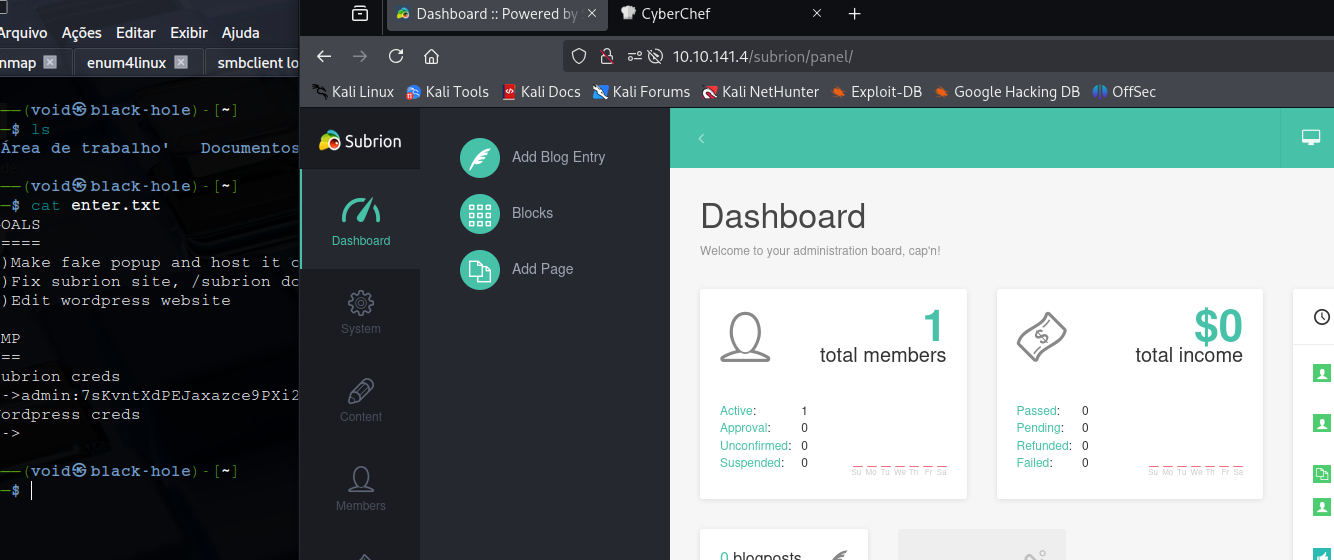 Arquivo Ações Editar Exibir Ajuda
nmap enum4linux smbclient lo
(void㉿black-hole)-[~]
$ ls
Área de trabalho' Documentos
(void㉿black-hole)-[~]
$ cat enter.txt
OALS
====
)Make fake popup and host it o
)Fix subrion site, /subrion do
)Edit wordpress website
MP
==
ubrion creds
->admin:7sKvntXdPEJaxazce9PXi2
ordpress creds
->
(void㉿black-hole)-[~]
$
Dashboard :: Powered by
CyberChef
10.10.141.4/subrion/panel/
Kali Linux Kali Tools Kali Docs Kali Forums Kali NetHunter Exploit-DB Google Hacking DB OffSec
Subrion
Dashboard
System
Content
Members
Add Blog Entry
Blocks
Add Page
Dashboard
Welcome to your administration board, cap'n!
1
total members
Active: 1
Approval: 0
Unconfirmed: 0
Suspended: 0
Su Mo Tu We Th Fr Sa
$0
total income
Passed: 0
Pending: 0
Refunded: 0
Failed: 0
Su Mo Tu We Th Fr Sa
0 blogposts